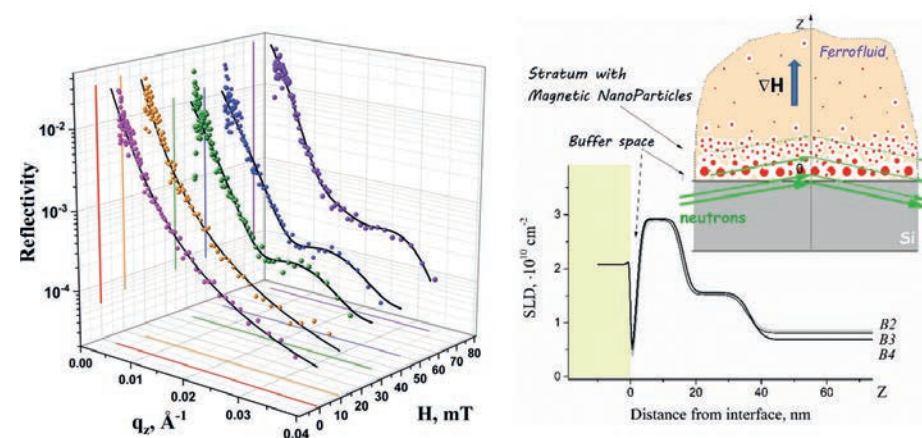 Reflectivity
10⁻²
10⁻³
10⁻⁴
0.00
0.01
0.02
0.03
0.04
q_z, Å⁻¹
0
10
20
30
40
50
60
70
80
H, mT
Z
Ferrofluid
∇H
Stratum with
Magnetic NanoParticles
Buffer space
0
neutrons
Si
SLD, ·10¹⁰ cm⁻²
3
2
1
0
0
20
40
60
Z
B2
B3
B4
Distance from interface, nm